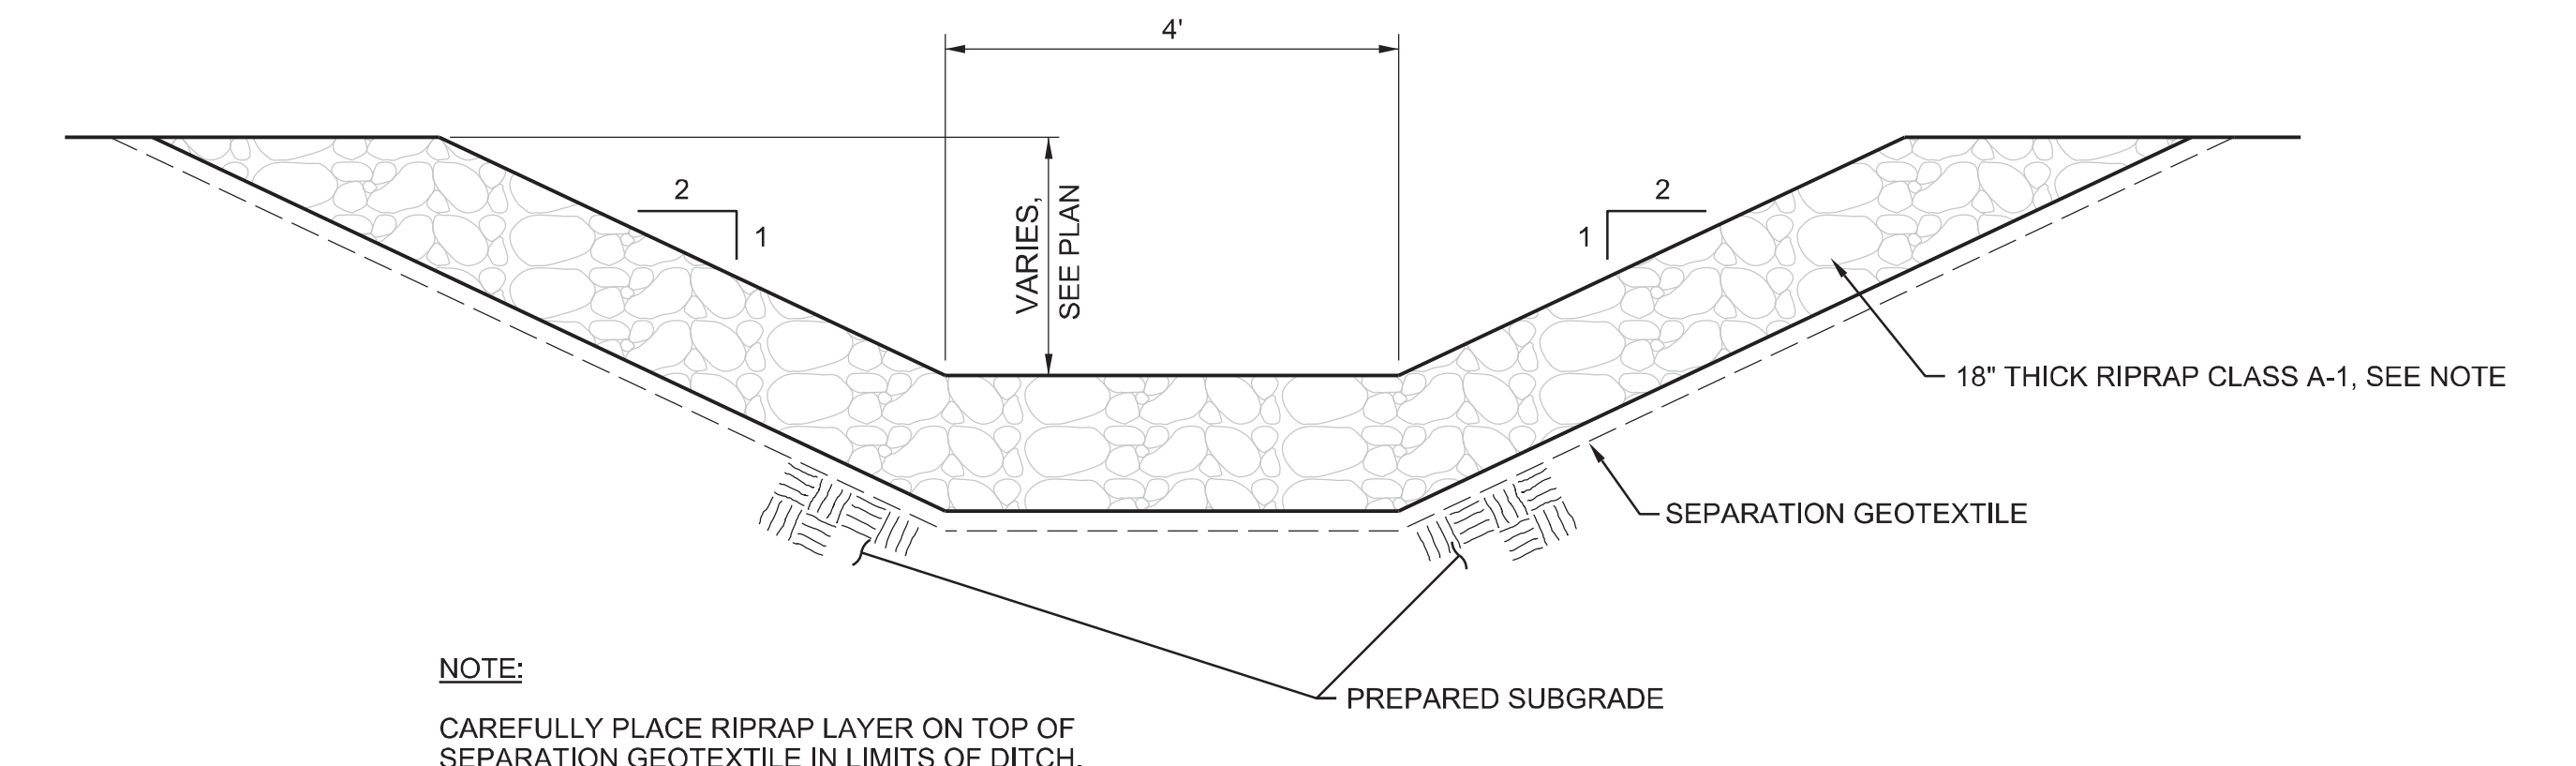 4'
2
1
VARIES,
SEE PLAN
2
1
18" THICK RIPRAP CLASS A-1, SEE NOTE
SEPARATION GEOTEXTILE
PREPARED SUBGRADE
NOTE:
CAREFULLY PLACE RIPRAP LAYER ON TOP OF
SEPARATION GEOTEXTILE IN LIMITS OF DITCH.